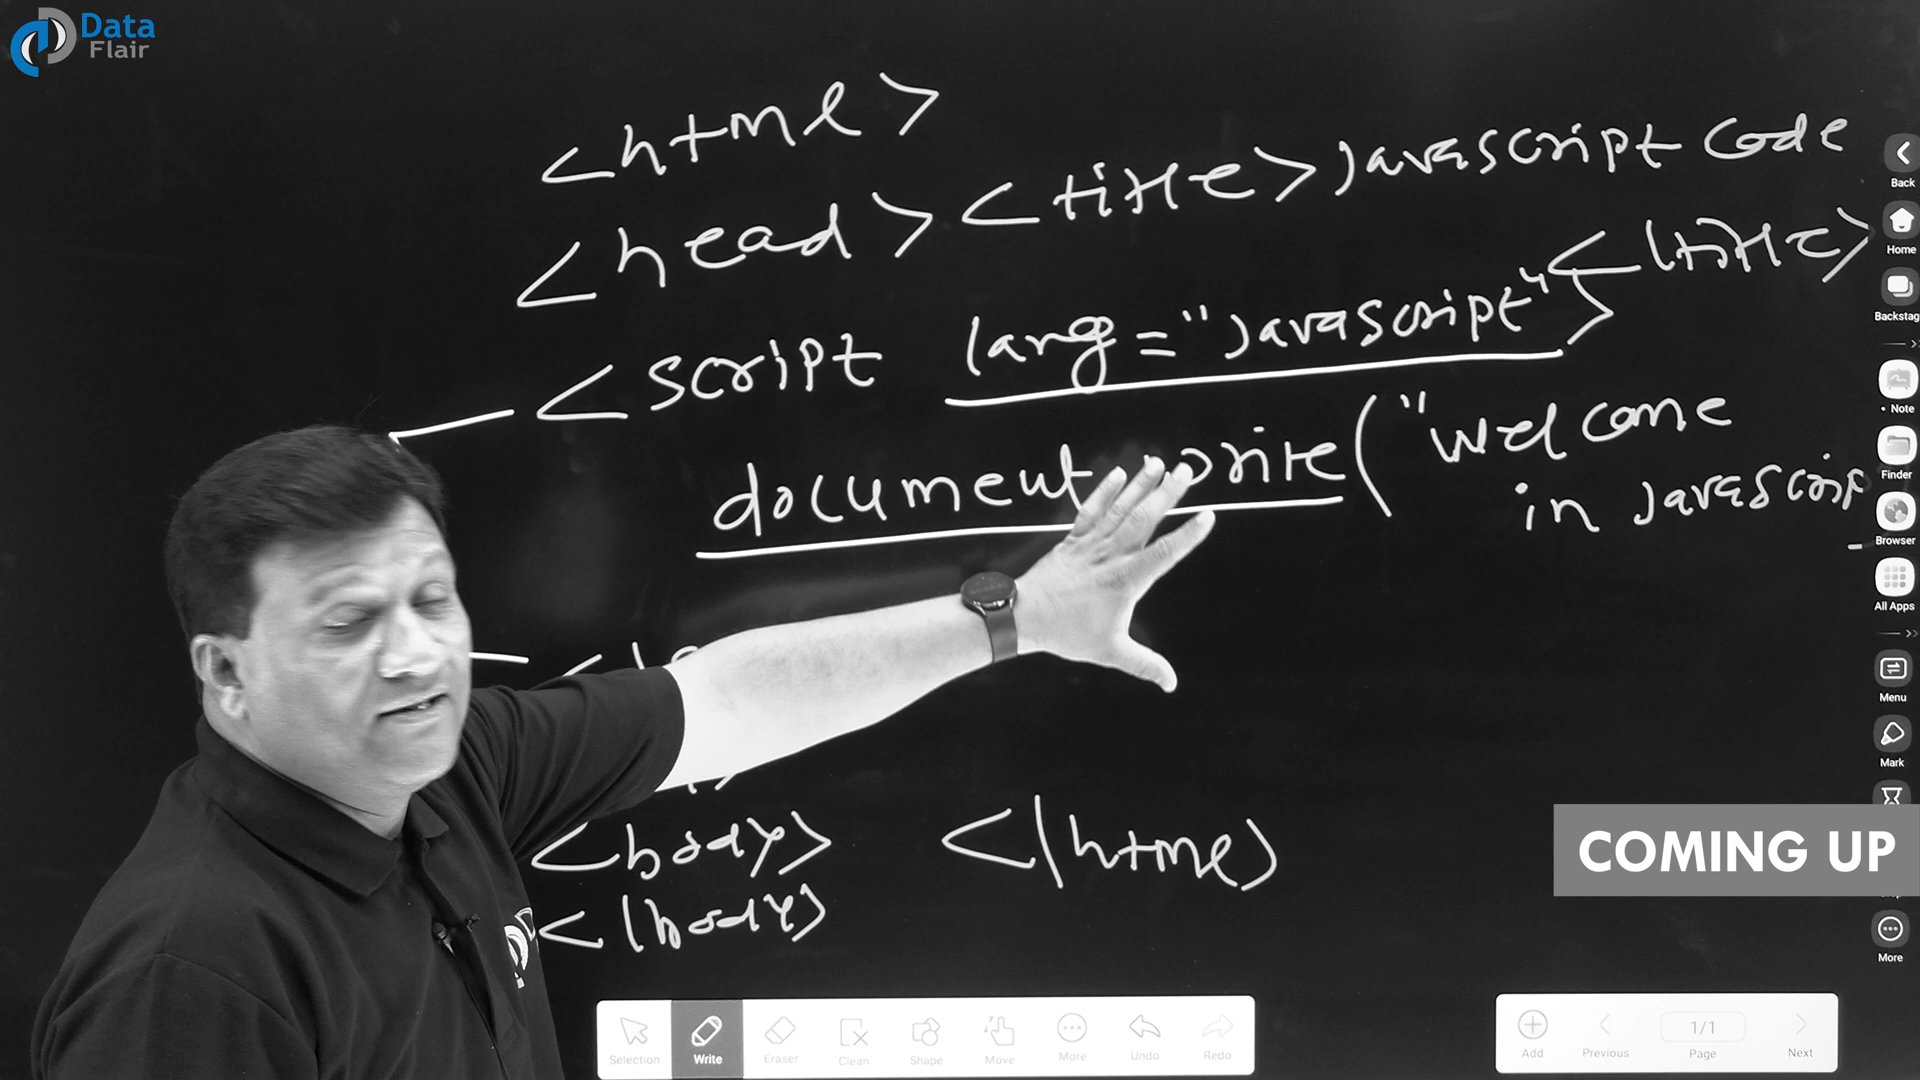 Data
Flair
<html>
<head> <title> Javascript Code
</title>
<script lang="Javascript">
document.write("Welcome
in Javascrip
<body>
</body>
</html>
Back
Home
Backstag
Note
Finder
Browser
All Apps
Menu
Mark
COMING UP
More
Selection Write Eraser Clean Shape Move More Undo Redo
Add Previous 1/1 Page Next